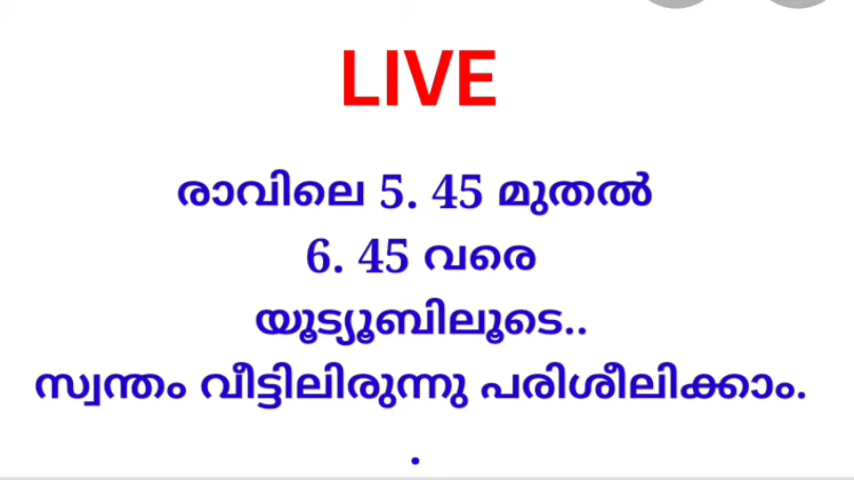 LIVE
രാവിലെ 5. 45 മുതൽ
6. 45 വരെ
യൂട്യൂബിലൂടെ..
സ്വന്തം വീട്ടിലിരുന്നു പരിശീലിക്കാം.
.